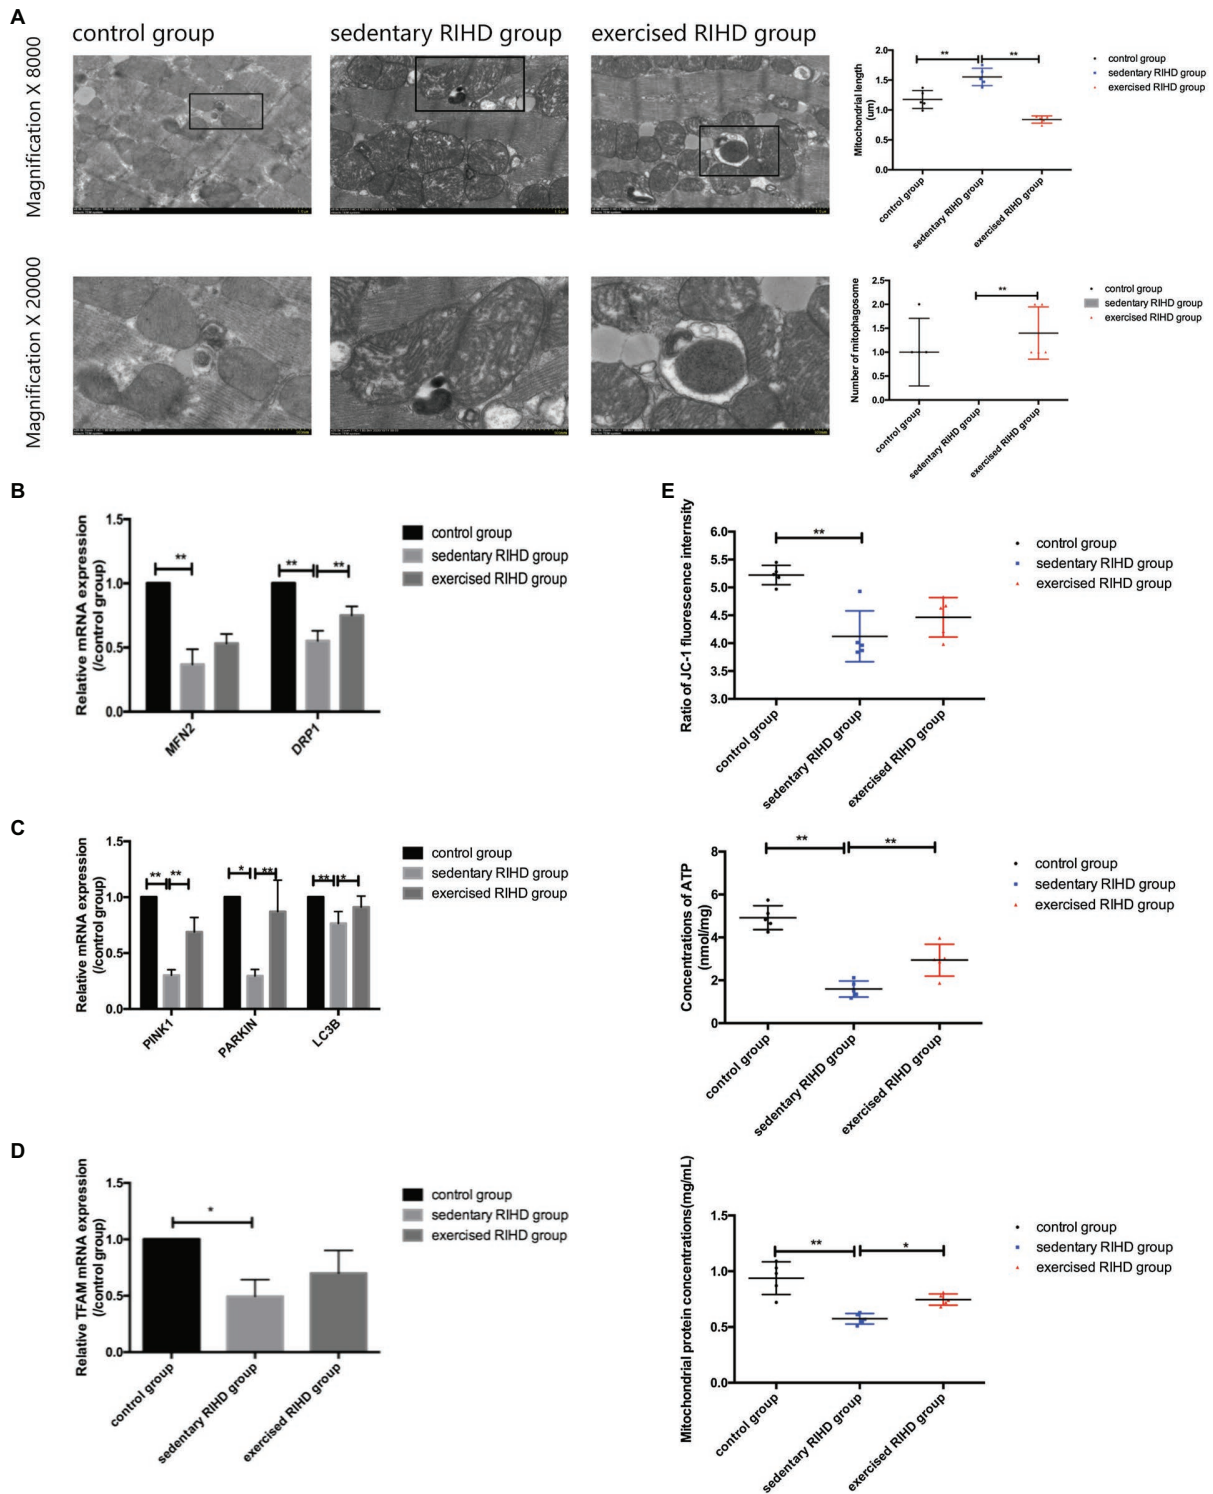 A
control group
sedentary RIHD group
exercised RIHD group
Magnification X 8000
Mitochondrial length
(um)
2.0
1.5
1.0
0.5
0.0
**
**
control group
sedentary RIHD group
exercised RIHD group
control group
sedentary RIHD group
exercised RIHD group
Magnification X 20000
Number of mitophagosome
2.5
2.0
1.5
1.0
0.5
0.0
**
control group
sedentary RIHD group
exercised RIHD group
control group
sedentary RIHD group
exercised RIHD group
B
Relative mRNA expression
(/control group)
1.5
1.0
0.5
0.0
**
**
**
MFN2
DRP1
control group
sedentary RIHD group
exercised RIHD group
E
Ratio of JC-1 fluorescence internsity
6.0
5.5
5.0
4.5
4.0
3.5
3.0
**
control group
sedentary RIHD group
exercised RIHD group
control group
sedentary RIHD group
exercised RIHD group
C
Relative mRNA expression
(/control group)
1.5
1.0
0.5
0.0
**
**
*
**
**
*
PINK1
PARKIN
LC3B
control group
sedentary RIHD group
exercised RIHD group
Concentrations of ATP
(nmol/mg)
8
6
4
2
0
**
**
control group
sedentary RIHD group
exercised RIHD group
control group
sedentary RIHD group
exercised RIHD group
D
Relative TFAM mRNA expression
(/control group)
1.5
1.0
0.5
0.0
*
control group
sedentary RIHD group
exercised RIHD group
control group
sedentary RIHD group
exercised RIHD group
Mitochondrial protein concentrations(mg/mL)
1.5
1.0
0.5
0.0
**
*
control group
sedentary RIHD group
exercised RIHD group
control group
sedentary RIHD group
exercised RIHD group